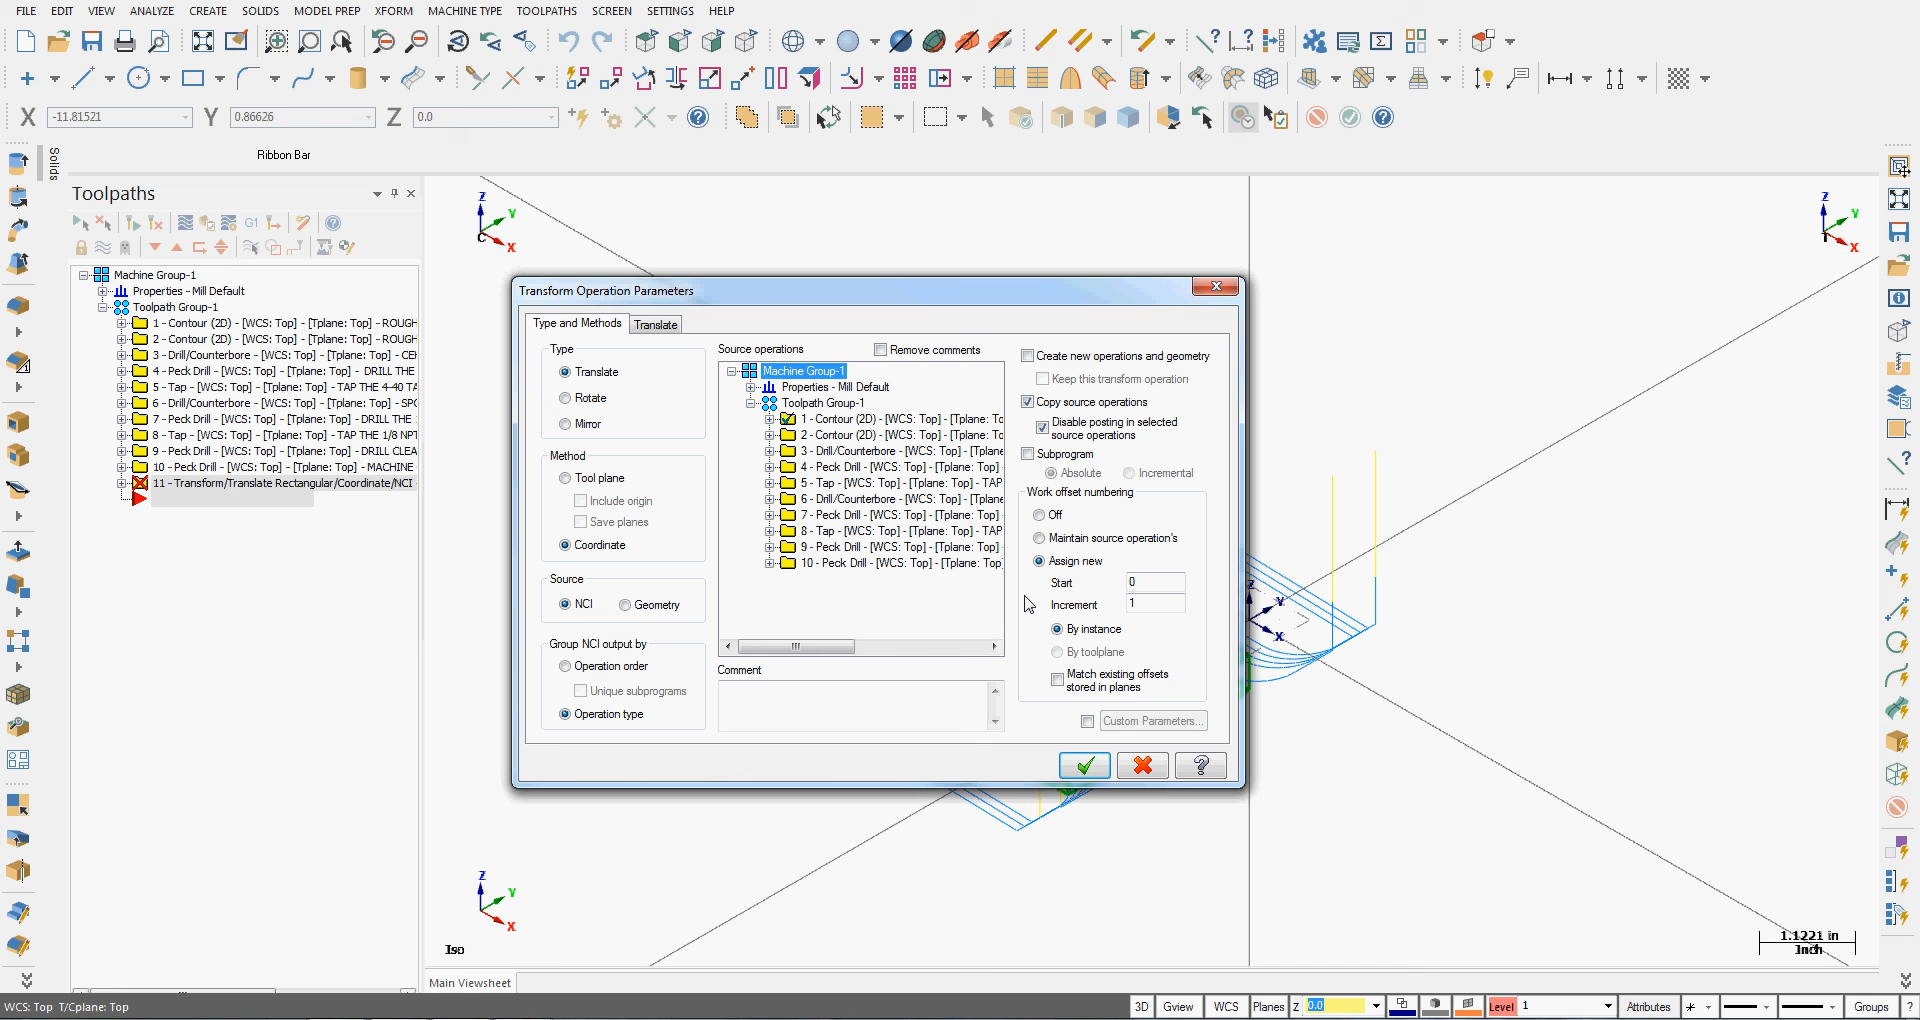 FILE EDIT VIEW ANALYZE CREATE SOLIDS MODEL PREP XFORM MACHINE TYPE TOOLPATHS SCREEN SETTINGS HELP
X -11.81521 Y 0.86626 Z 0.0
Solids
Ribbon Bar
Toolpaths
G1
Machine Group-1
Properties - Mill Default
Toolpath Group-1
1 - Contour (2D) - [WCS: Top] - [Tplane: Top] - ROUGH
2 - Contour (2D) - [WCS: Top] - [Tplane: Top] - ROUGH
3 - Drill/Counterbore - [WCS: Top] - [Tplane: Top] - CE
4 - Peck Drill - [WCS: Top] - [Tplane: Top] - DRILL THE
5 - Tap - [WCS: Top] - [Tplane: Top] - TAP THE 4-40 TA
6 - Drill/Counterbore - [WCS: Top] - [Tplane: Top] - SPO
7 - Peck Drill - [WCS: Top] - [Tplane: Top] - DRILL THE
8 - Tap - [WCS: Top] - [Tplane: Top] - TAP THE 1/8 NPT
9 - Peck Drill - [WCS: Top] - [Tplane: Top] - DRILL CLEA
10 - Peck Drill - [WCS: Top] - [Tplane: Top] - MACHINE
11 - Transform/Translate Rectangular/Coordinate/NCI
Z Y X C
Z Y X T
Transform Operation Parameters
Type and Methods Translate
Type
Translate
Rotate
Mirror
Method
Tool plane
Include origin
Save planes
Coordinate
Source
NCI Geometry
Group NCI output by
Operation order
Unique subprograms
Operation type
Source operations Remove comments
Machine Group-1
Properties - Mill Default
Toolpath Group-1
1 - Contour (2D) - [WCS: Top] - [Tplane: To
2 - Contour (2D) - [WCS: Top] - [Tplane: To
3 - Drill/Counterbore - [WCS: Top] - [Tplane
4 - Peck Drill - [WCS: Top] - [Tplane: Top]
5 - Tap - [WCS: Top] - [Tplane: Top] - TAP
6 - Drill/Counterbore - [WCS: Top] - [Tplane
7 - Peck Drill - [WCS: Top] - [Tplane: Top]
8 - Tap - [WCS: Top] - [Tplane: Top] - TAP
9 - Peck Drill - [WCS: Top] - [Tplane: Top]
10 - Peck Drill - [WCS: Top] - [Tplane: Top]
Comment
Create new operations and geometry
Keep this transform operation
Copy source operations
Disable posting in selected
source operations
Subprogram
Absolute Incremental
Work offset numbering
Off
Maintain source operation's
Assign new
Start 0
Increment 1
By instance
By toolplane
Match existing offsets
stored in planes
Custom Parameters...
Z Y X
Z Y X
Iso
1.1221 in
Inch
Main Viewsheet
WCS: Top T/Cplane: Top
3D Gview WCS Planes Z 0.0 Level 1 Attributes Groups ?